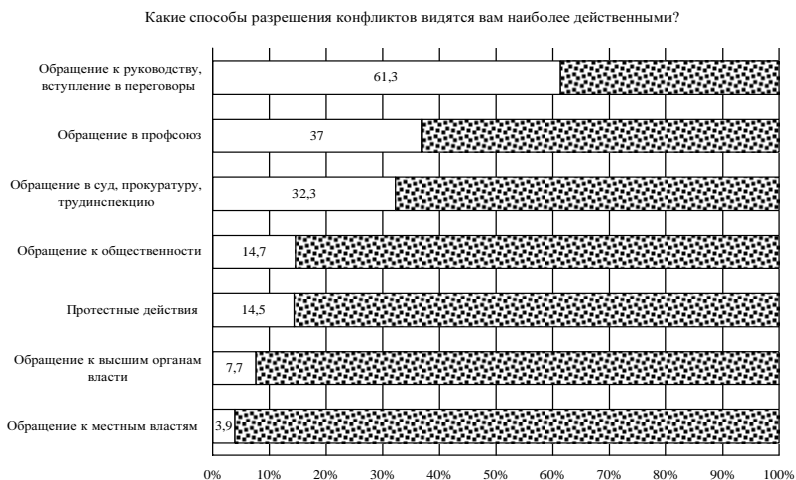 Какие способы разрешения конфликтов видятся вам наиболее действенными?
Обращение к руководству,
вступление в переговоры
61,3
Обращение в профсоюз
37
Обращение в суд, прокуратуру,
трудинспекцию
32,3
Обращение к общественности
14,7
Протестные действия
14,5
Обращение к высшим органам
власти
7,7
Обращение к местным властям
3,9
0% 10% 20% 30% 40% 50% 60% 70% 80% 90% 100%